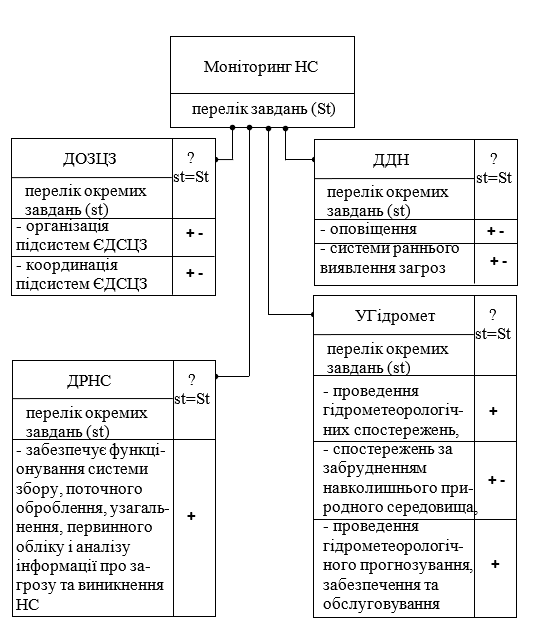 Моніторинг НС
перелік завдань (St)
ДОЗЦЗ
?
st=St
перелік окремих
завдань (st)
- організація
підсистем ЄДСЦЗ
+ -
- координація
підсистем ЄДСЦЗ
+ -
ДДН
?
st=St
перелік окремих
завдань (st)
- оповіщення
+ -
- системи раннього
виявлення загроз
+ -
ДРНС
?
st=St
перелік окремих
завдань (st)
- забезпечує функці-
онування системи
збору, поточного
оброблення, узагаль-
нення, первинного
обліку і аналізу
інформації про за-
грозу та виникнення
НС
+
УГідромет
?
st=St
перелік окремих
завдань (st)
- проведення
гідрометеорологіч-
них спостережень,
+
- спостережень за
забрудненням
навколишнього при-
родного середовища,
+ -
- проведення
гідрометеорологіч-
ного прогнозування,
забезпечення та
обслуговування
+